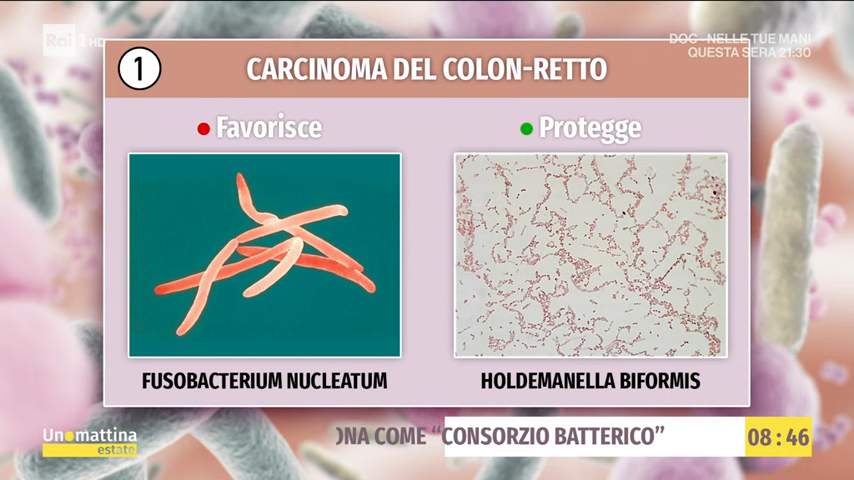 Rai 1 HD
DOC - NELLE TUE MANI
QUESTA SERA 21:30
1
CARCINOMA DEL COLON-RETTO
Favorisce
Protegge
FUSOBACTERIUM NUCLEATUM
HOLDEMANELLA BIFORMIS
Unomattina
estate
ONA COME “CONSORZIO BATTERICO”
08:46